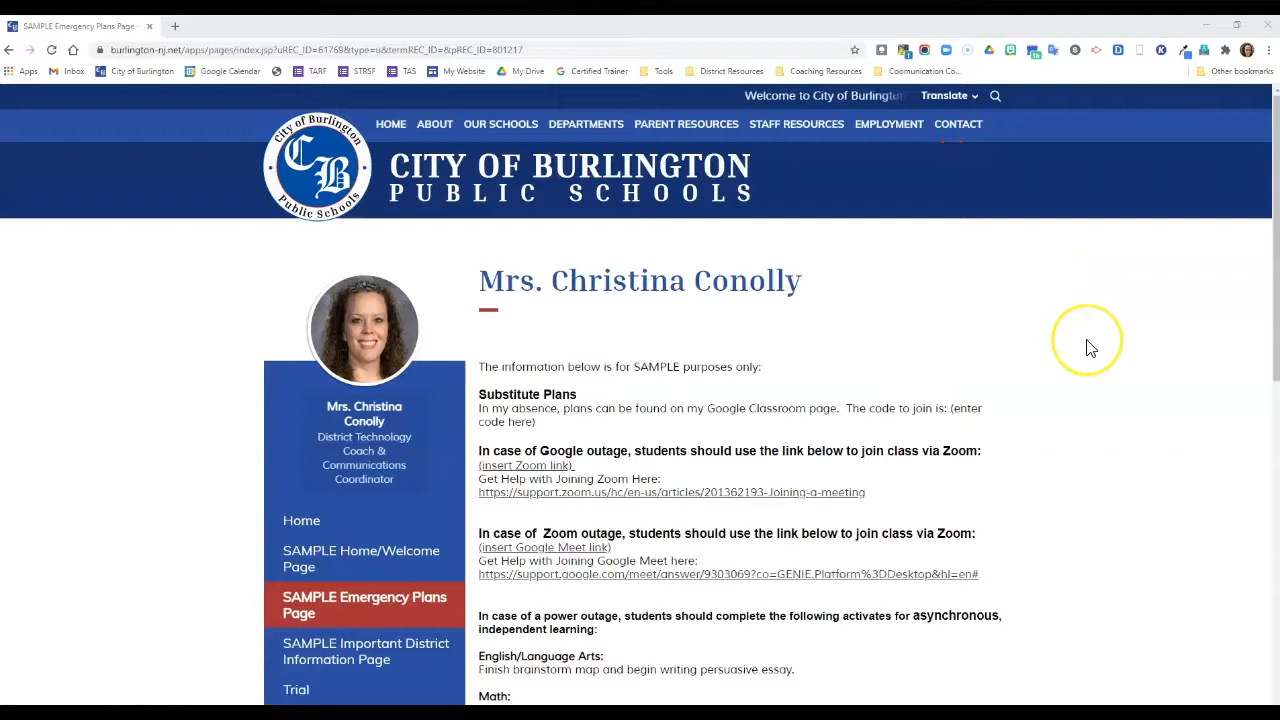 SAMPLE Emergency Plans Page
burlington-nj.net/apps/pages/index.jsp?uREC_ID=61769&type=u&termREC_ID=&pREC_ID=801217
Apps Inbox City of Burlington Google Calendar TARF STRSF TAS My Website My Drive Certified Trainer Tools District Resources Coaching Resources Coomunication Co... Other bookmarks
Welcome to City of Burlington Translate
HOME ABOUT OUR SCHOOLS DEPARTMENTS PARENT RESOURCES STAFF RESOURCES EMPLOYMENT CONTACT
City of Burlington
CB
Public Schools
CITY OF BURLINGTON
PUBLIC SCHOOLS
Mrs. Christina Conolly
Mrs. Christina
Conolly
District Technology
Coach &
Communications
Coordinator
Home
SAMPLE Home/Welcome
Page
SAMPLE Emergency Plans
Page
SAMPLE Important District
Information Page
Trial
The information below is for SAMPLE purposes only:
Substitute Plans
In my absence, plans can be found on my Google Classroom page. The code to join is: (enter
code here)
In case of Google outage, students should use the link below to join class via Zoom:
(insert Zoom link)
Get Help with Joining Zoom Here:
https://support.zoom.us/hc/en-us/articles/201362193-Joining-a-meeting
In case of Zoom outage, students should use the link below to join class via Zoom:
(insert Google Meet link)
Get Help with Joining Google Meet here:
https://support.google.com/meet/answer/9303069?co=GENIE.Platform%3DDesktop&hl=en#
In case of a power outage, students should complete the following activates for asynchronous,
independent learning:
English/Language Arts:
Finish brainstorm map and begin writing persuasive essay.
Math: